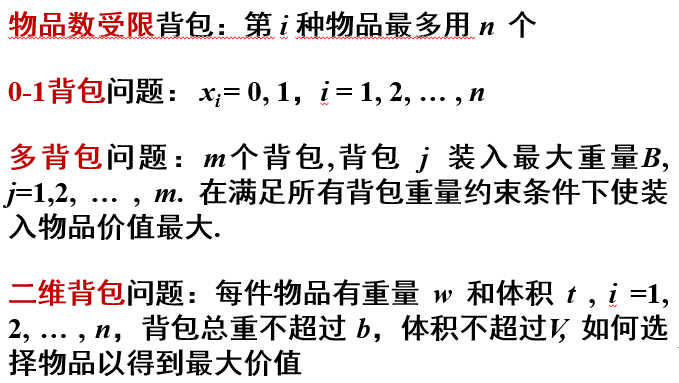 物品数受限背包：第 i 种物品最多用 n 个
0-1背包问题： xi = 0, 1，i = 1, 2, … , n
多背包问题：m个背包,背包 j 装入最大重量B,
j=1,2, … , m. 在满足所有背包重量约束条件下使装
入物品价值最大.
二维背包问题：每件物品有重量 w 和体积 t , i =1,
2, … , n，背包总重不超过 b，体积不超过V, 如何选
择物品以得到最大价值